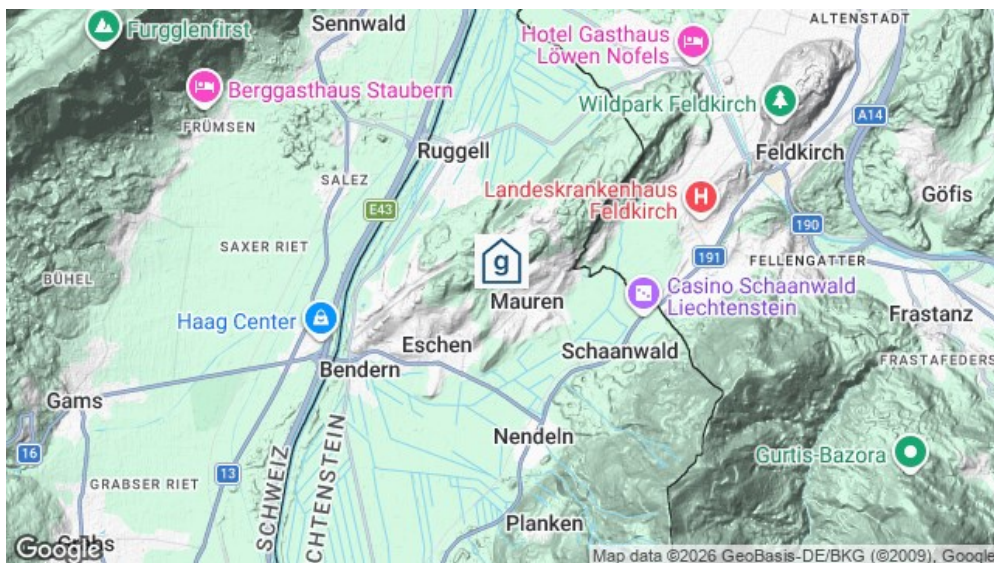 Furgglenfirst
Sennwald
ALTENSTADT
Hotel Gasthaus
Löwen Nofels
Berggasthaus Staubern
Wildpark Feldkirch
FRÜMSEN
A14
Ruggell
Feldkirch
SALEZ
Landeskrankenhaus
Feldkirch
Göfis
E43
190
SAXER RIET
191
FELLENGATTER
BÜHEL
g
Mauren
Casino Schaanwald
Liechtenstein
Haag Center
Frastanz
Eschen
Schaanwald
FRASTAFEDERS
Bendern
Gams
Nendeln
16
13
Gurtis-Bazora
GRABSER RIET
SCHWEIZ
CHTENSTEIN
Planken
Google
Map data ©2026 GeoBasis-DE/BKG (©2009), Google